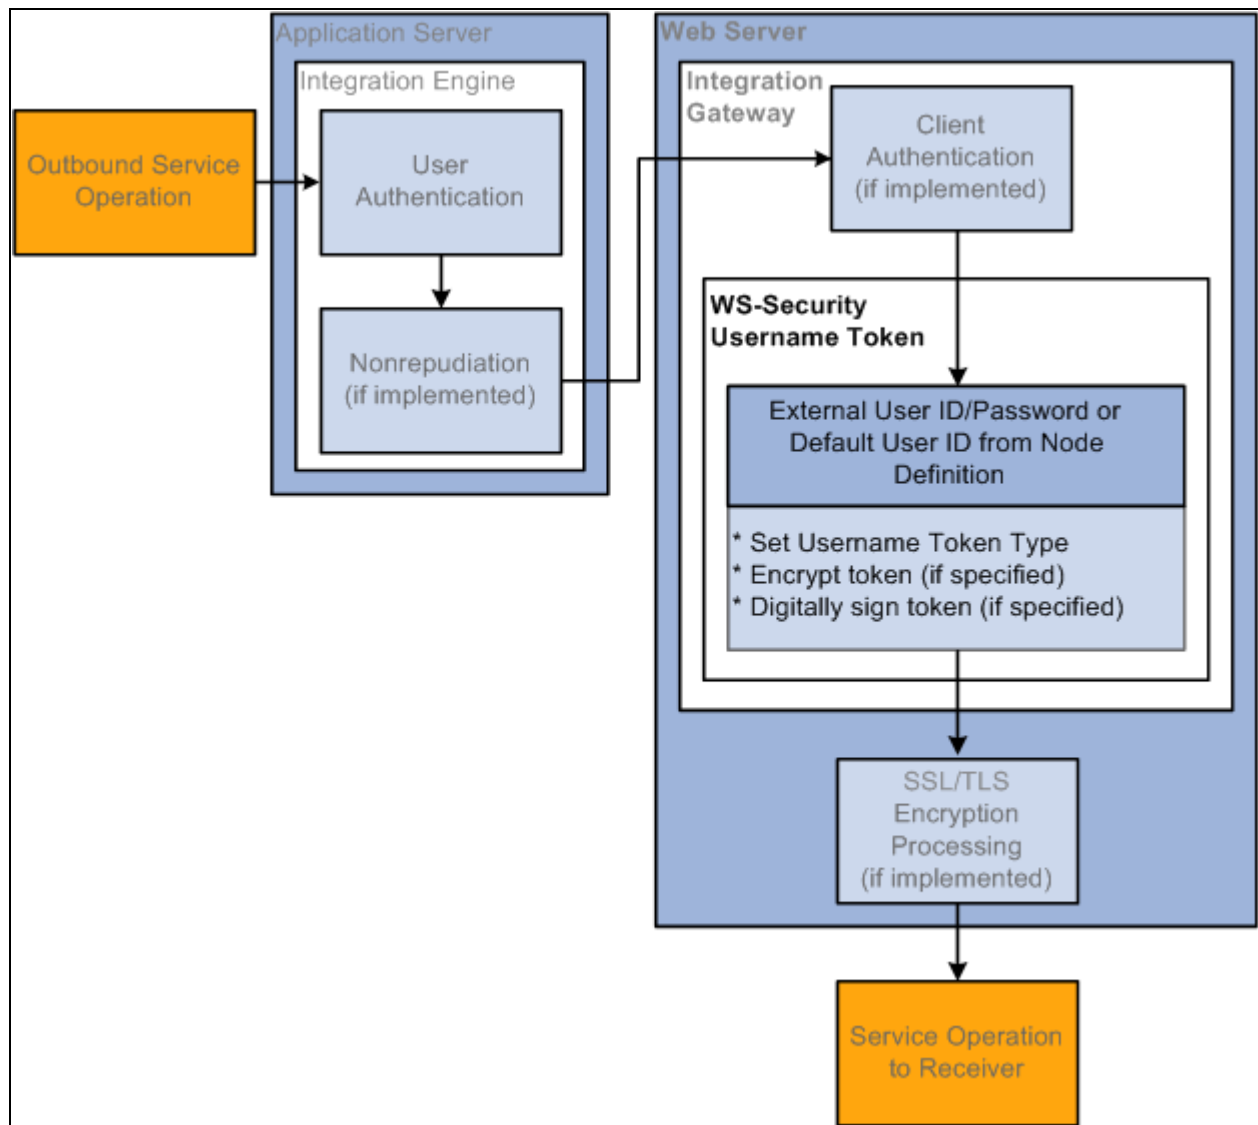 Application Server
Integration Engine
Outbound Service
Operation
User
Authentication
Nonrepudiation
(if implemented)
Web Server
Integration
Gateway
Client
Authentication
(if implemented)
WS-Security
Username Token
External User ID/Password or
Default User ID from Node
Definition
* Set Username Token Type
* Encrypt token (if specified)
* Digitally sign token (if specified)
SSL/TLS
Encryption
Processing
(if implemented)
Service Operation
to Receiver